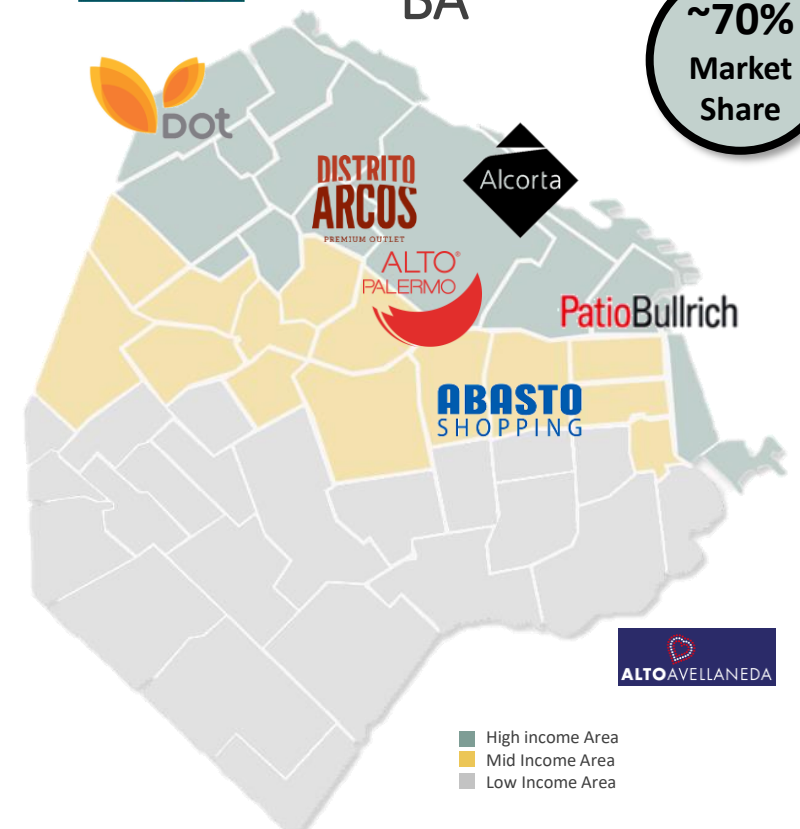 BA
~70%
Market
Share
DOT
DISTRITO
ARCOS
PREMIUM OUTLET
Alcorta
ALTO®
PALERMO
PatioBullrich
ABASTO
SHOPPING
ALTOAVELLANEDA
High income Area
Mid Income Area
Low Income Area